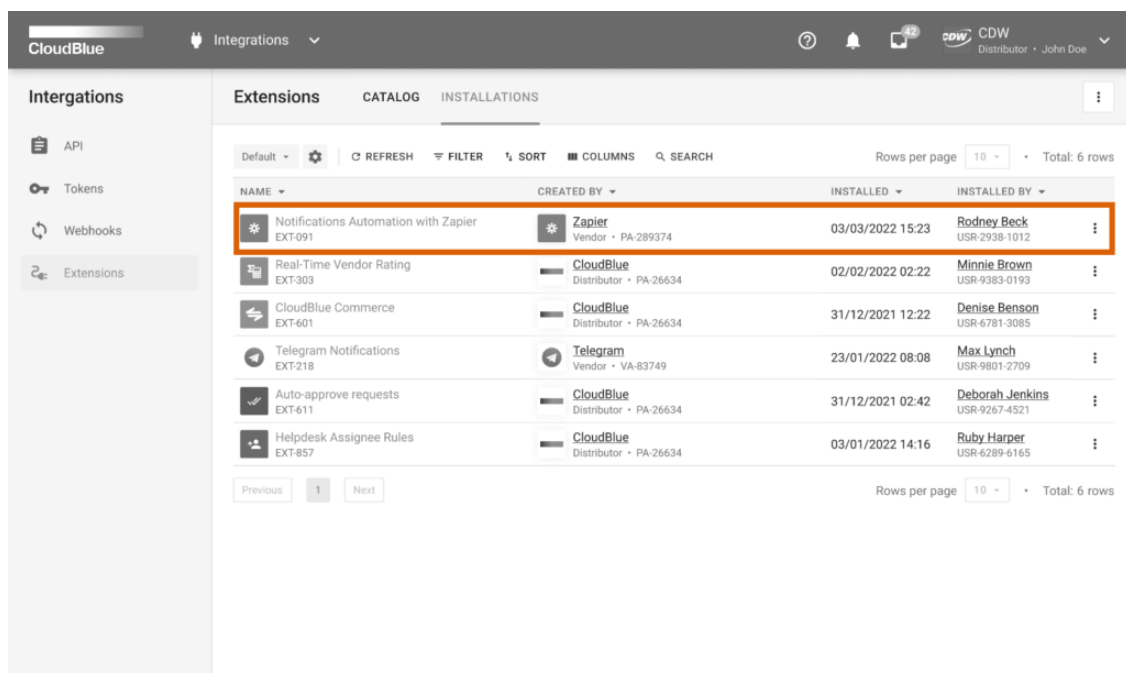 CloudBlue
Integrations
42
CDW
CDW
Distributor • John Doe
Intergations
API
Tokens
Webhooks
Extensions
Extensions CATALOG INSTALLATIONS
Default REFRESH FILTER SORT COLUMNS SEARCH Rows per page 10 • Total: 6 rows
NAME CREATED BY INSTALLED INSTALLED BY
Notifications Automation with Zapier Zapier 03/03/2022 15:23 Rodney Beck
EXT-091 Vendor • PA-289374 USR-2938-1012
Real-Time Vendor Rating CloudBlue 02/02/2022 02:22 Minnie Brown
EXT-303 Distributor • PA-26634 USR-9383-0193
CloudBlue Commerce CloudBlue 31/12/2021 12:22 Denise Benson
EXT-601 Distributor • PA-26634 USR-6781-3085
Telegram Notifications Telegram 23/01/2022 08:08 Max Lynch
EXT-218 Vendor • VA-83749 USR-9801-2709
Auto-approve requests CloudBlue 31/12/2021 02:42 Deborah Jenkins
EXT-611 Distributor • PA-26634 USR-9267-4521
Helpdesk Assignee Rules CloudBlue 03/01/2022 14:16 Ruby Harper
EXT-857 Distributor • PA-26634 USR-6289-6165
Previous 1 Next Rows per page 10 • Total: 6 rows